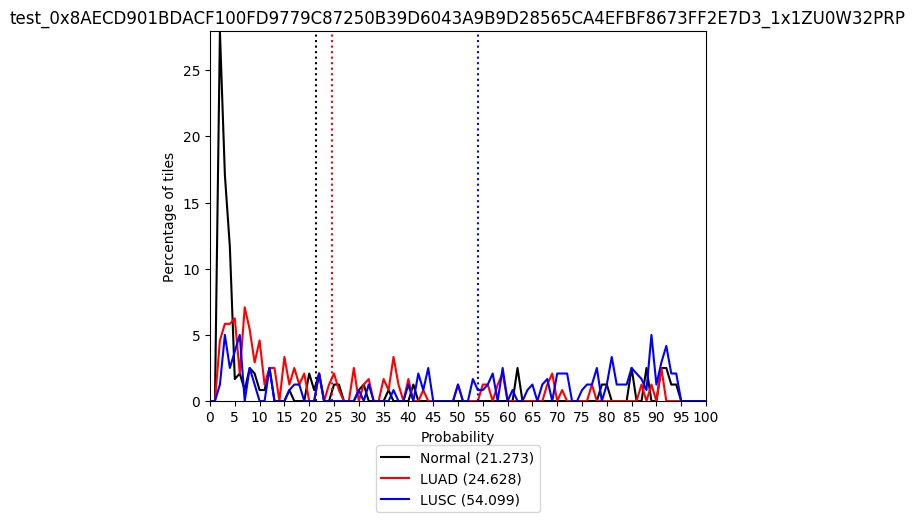 test_0x8AECD901BDACF100FD9779C87250B39D6043A9B9D28565CA4EFBF8673FF2E7D3_1x1ZU0W32PRP
25
20
15
10
5
0
Percentage of tiles
0 5 10 15 20 25 30 35 40 45 50 55 60 65 70 75 80 85 90 95 100
Probability
Normal (21.273)
LUAD (24.628)
LUSC (54.099)